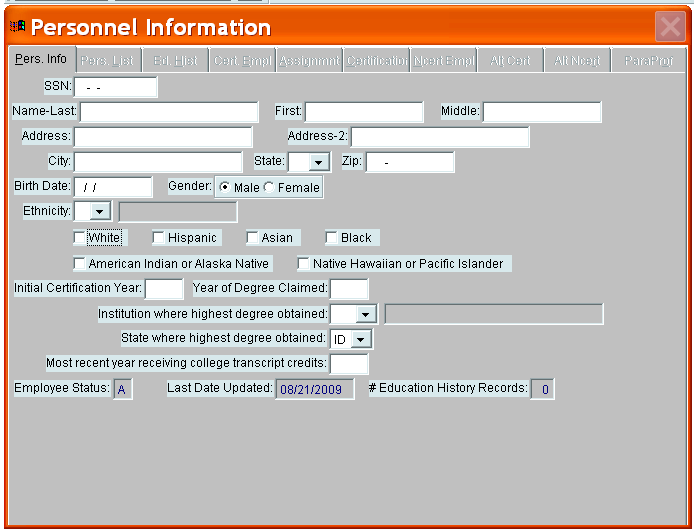 Personnel Information
Pers. Info Pers. List Ed. Hist Cert. Empl Assignmnt Certification Ncert Empl Alt Cert Alt Ncert ParaProf
SSN: - -
Name-Last: First: Middle:
Address: Address-2:
City: State: Zip: -
Birth Date: / / Gender: Male Female
Ethnicity:
White Hispanic Asian Black
American Indian or Alaska Native Native Hawaiian or Pacific Islander
Initial Certification Year: Year of Degree Claimed:
Institution where highest degree obtained:
State where highest degree obtained: ID
Most recent year receiving college transcript credits:
Employee Status: A Last Date Updated: 08/21/2009 # Education History Records: 0